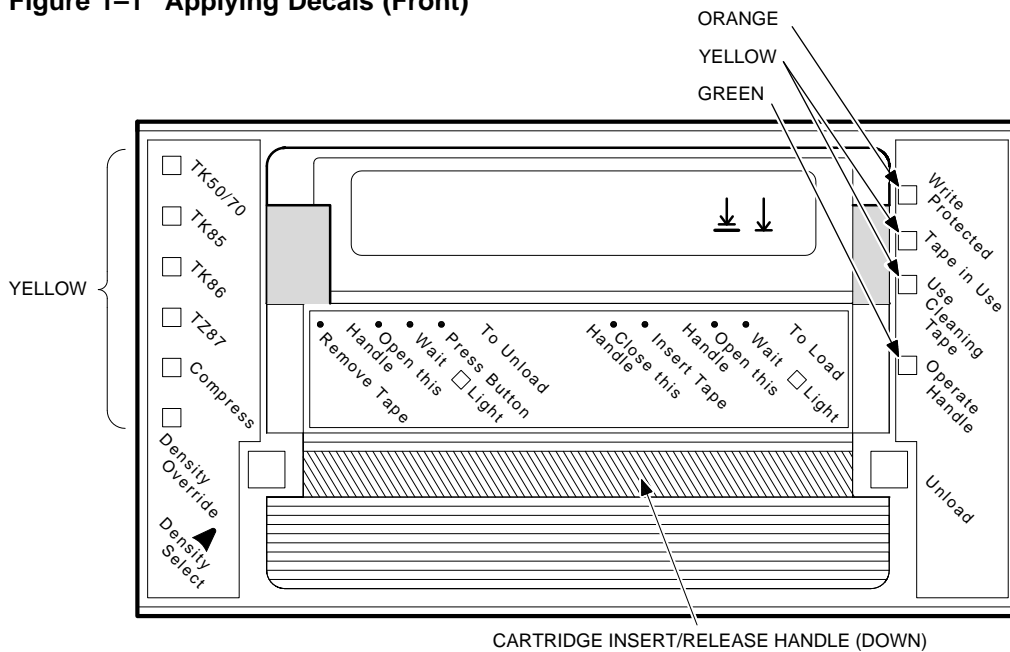 Figure 1–1 Applying Decals (Front)
ORANGE
YELLOW
GREEN
YELLOW
TK50/70
TK85
TK86
TZ87
Compress
Density
Override
Density
Select
To Unload
• Press Button
• Wait Light
• Open this
Handle
• Remove Tape
To Load
• Wait Light
• Open this
Handle
• Insert Tape
• Close this
Handle
Write
Protected
Tape in Use
Use
Cleaning
Tape
Operate
Handle
Unload
CARTRIDGE INSERT/RELEASE HANDLE (DOWN)